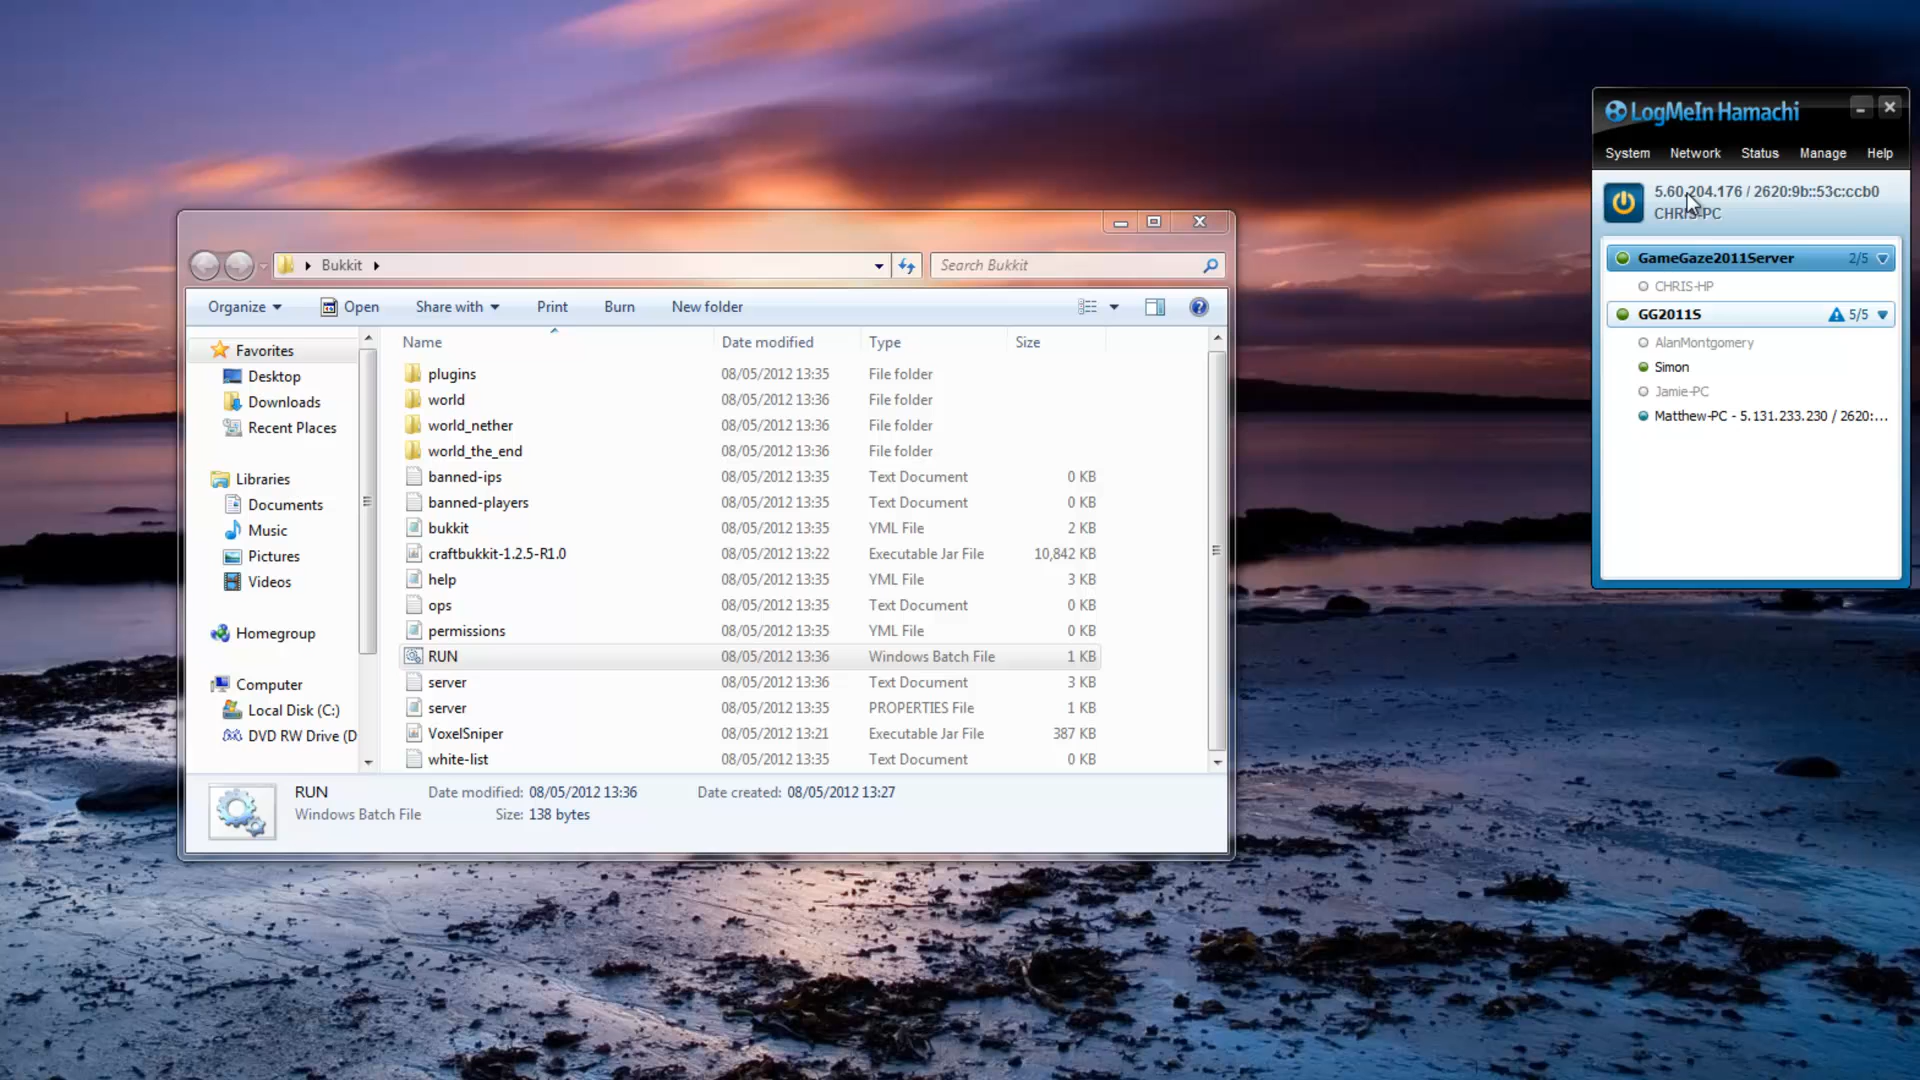 LogMeIn Hamachi
System Network Status Manage Help
5.60.204.176 / 2620:9b::53c:ccb0
CHRIS-PC
GameGaze2011Server 2/5
CHRIS-HP
GG2011S 5/5
AlanMontgomery
Simon
Jamie-PC
Matthew-PC - 5.131.233.230 / 2620:...
Bukkit
Search Bukkit
Organize Open Share with Print Burn New folder
Favorites
Desktop
Downloads
Recent Places
Libraries
Documents
Music
Pictures
Videos
Homegroup
Computer
Local Disk (C:)
DVD RW Drive (D
Name Date modified Type Size
plugins 08/05/2012 13:35 File folder
world 08/05/2012 13:36 File folder
world_nether 08/05/2012 13:36 File folder
world_the_end 08/05/2012 13:36 File folder
banned-ips 08/05/2012 13:35 Text Document 0 KB
banned-players 08/05/2012 13:35 Text Document 0 KB
bukkit 08/05/2012 13:35 YML File 2 KB
craftbukkit-1.2.5-R1.0 08/05/2012 13:22 Executable Jar File 10,842 KB
help 08/05/2012 13:35 YML File 3 KB
ops 08/05/2012 13:35 Text Document 0 KB
permissions 08/05/2012 13:35 YML File 0 KB
RUN 08/05/2012 13:36 Windows Batch File 1 KB
server 08/05/2012 13:36 Text Document 3 KB
server 08/05/2012 13:35 PROPERTIES File 1 KB
VoxelSniper 08/05/2012 13:21 Executable Jar File 387 KB
white-list 08/05/2012 13:35 Text Document 0 KB
RUN Date modified: 08/05/2012 13:36 Date created: 08/05/2012 13:27
Windows Batch File Size: 138 bytes